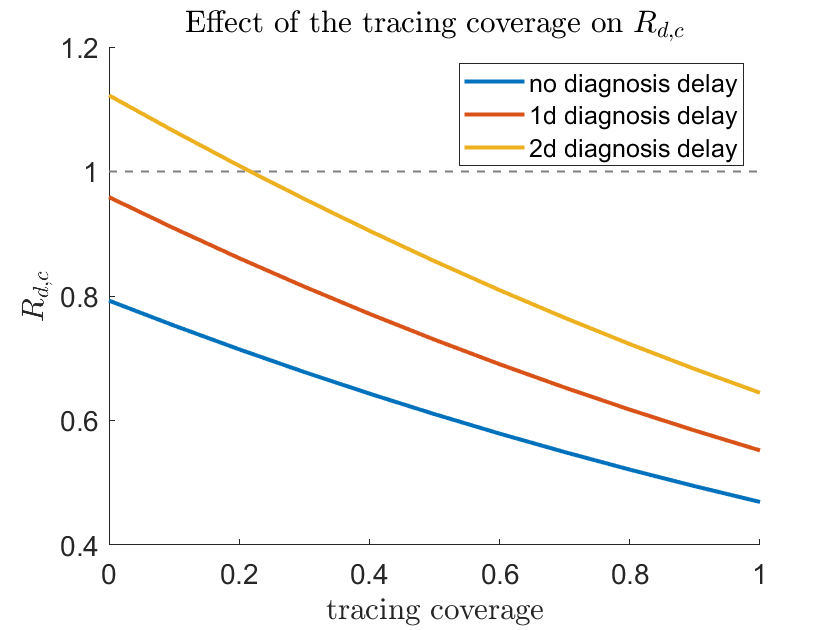 Effect of the tracing coverage on R_{d,c}
no diagnosis delay
1d diagnosis delay
2d diagnosis delay
1.2
1
0.8
0.6
0.4
R_{d,c}
0 0.2 0.4 0.6 0.8 1
tracing coverage